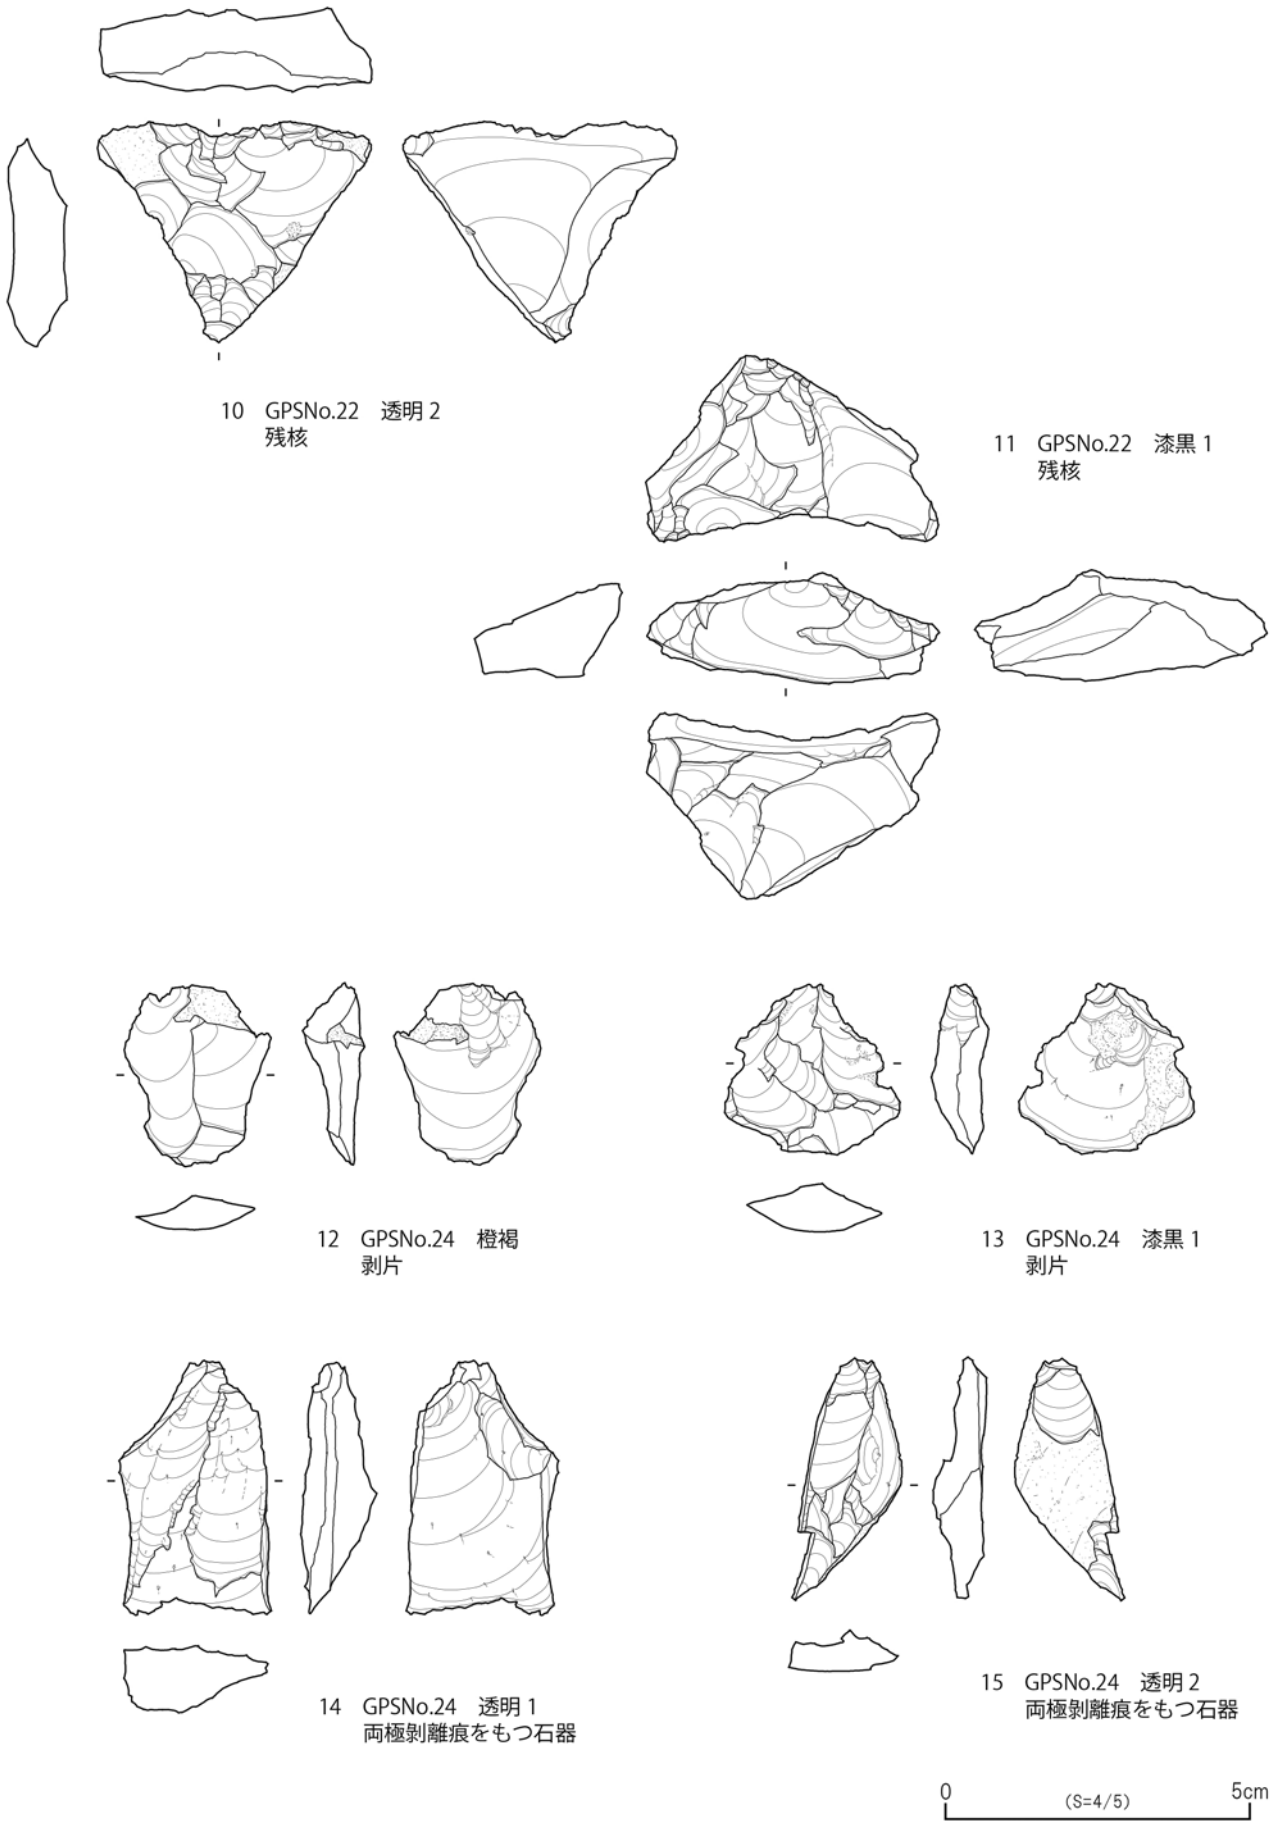 10 GPSNo.22 透明 2
残核
11 GPSNo.22 漆黒 1
残核
12 GPSNo.24 橙褐
剥片
13 GPSNo.24 漆黒 1
剥片
14 GPSNo.24 透明 1
両極剝離痕をもつ石器
15 GPSNo.24 透明 2
両極剝離痕をもつ石器
0 5cm
(S=4/5)